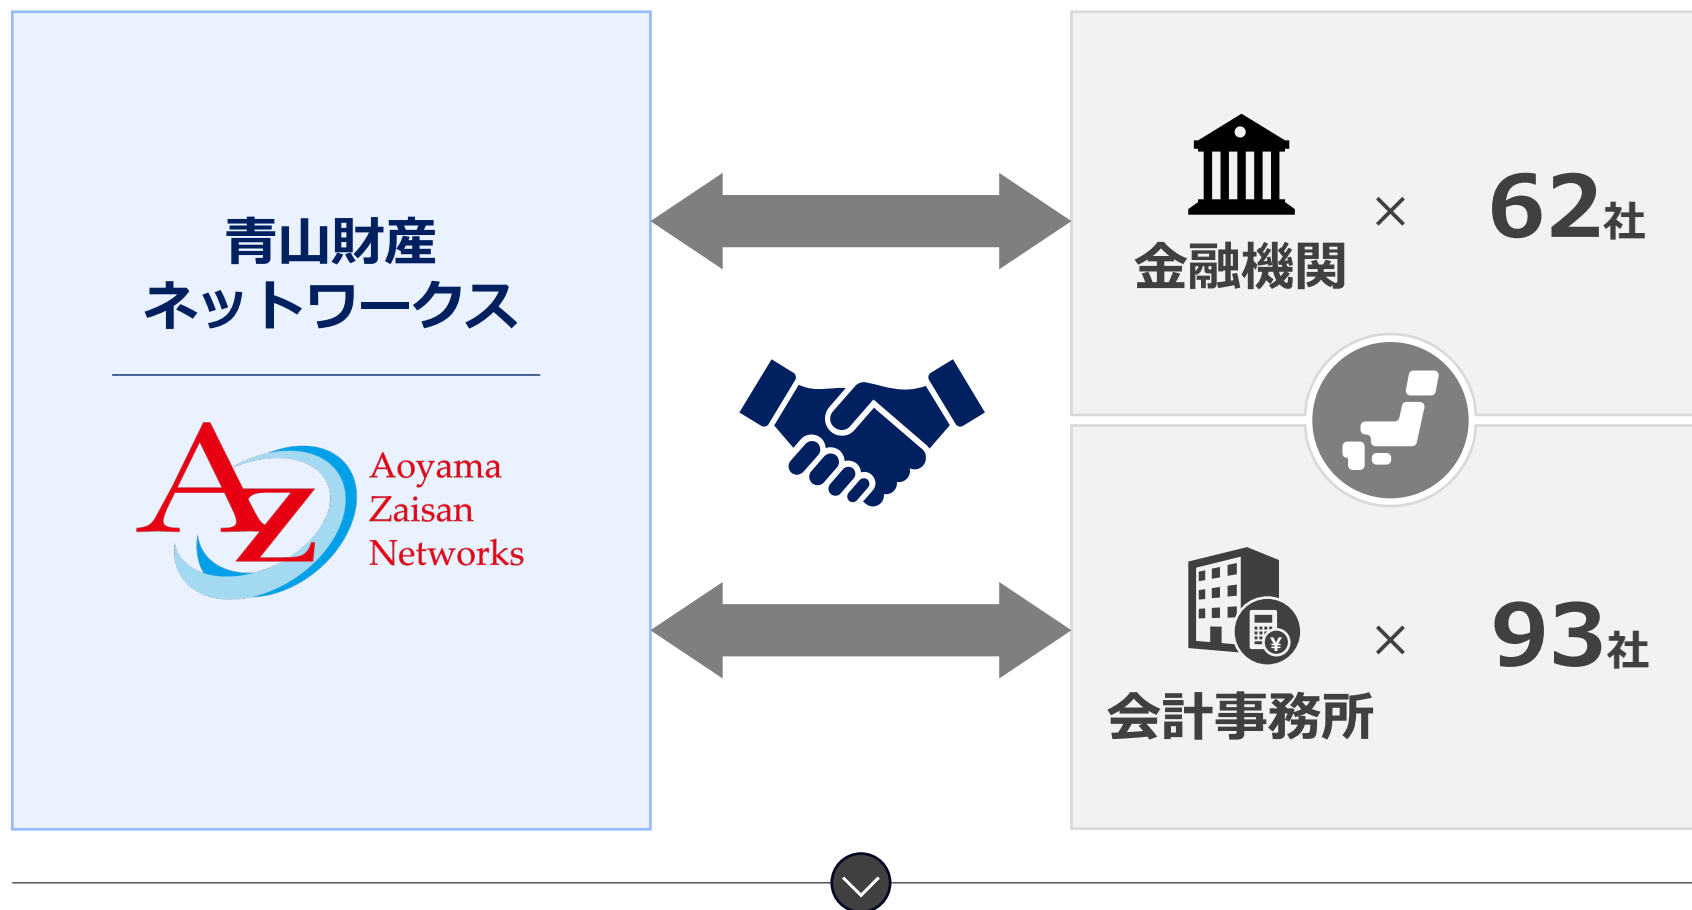 青山財産
ネットワークス
AZ
Aoyama
Zaisan
Networks
金融機関
× 62社
¥
会計事務所
× 93社